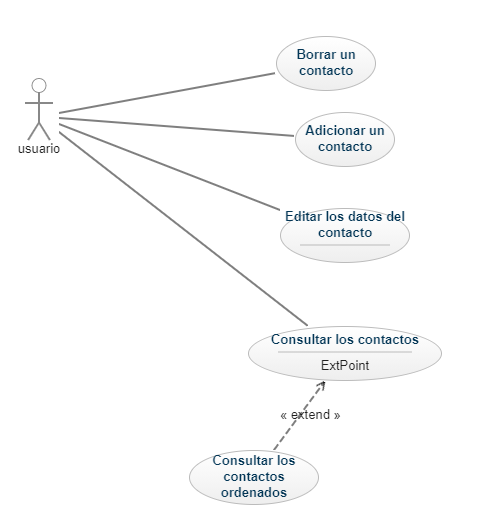 Borrar un
contacto
Adicionar un
contacto
usuario
Editar los datos del
contacto
Consultar los contactos
ExtPoint
« extend »
Consultar los
contactos
ordenados